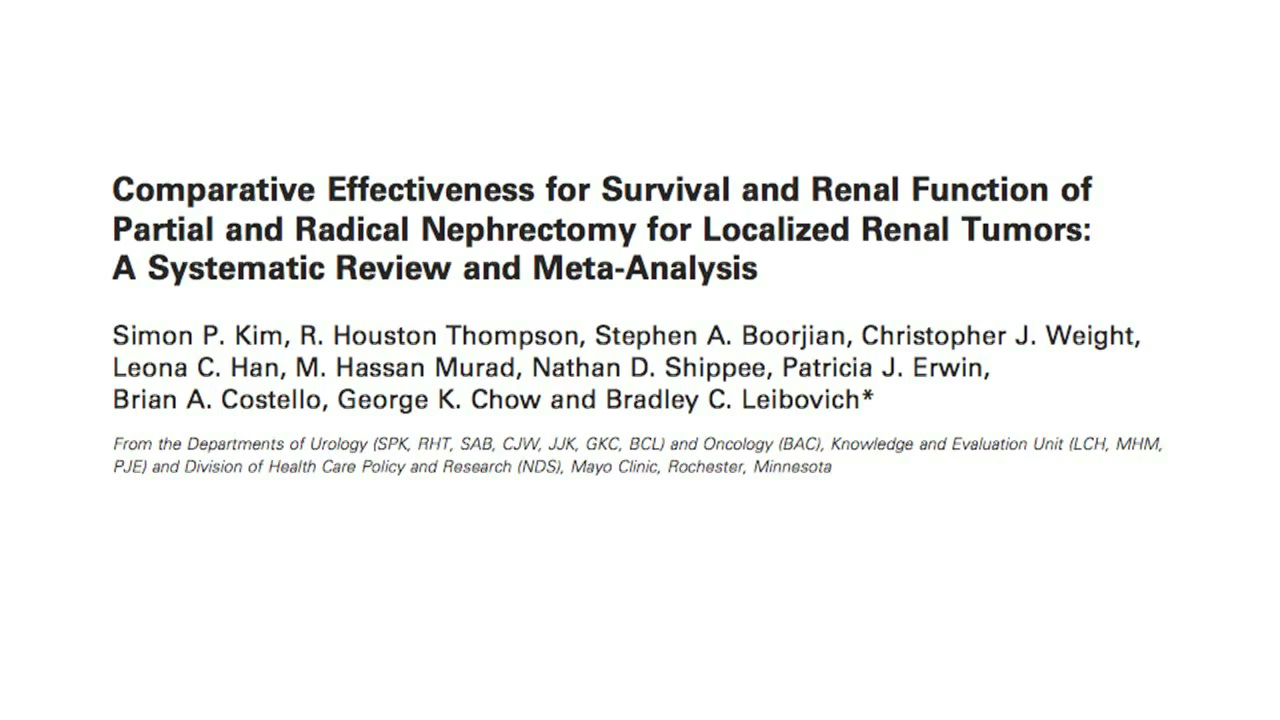 Comparative Effectiveness for Survival and Renal Function of
Partial and Radical Nephrectomy for Localized Renal Tumors:
A Systematic Review and Meta-Analysis
Simon P. Kim, R. Houston Thompson, Stephen A. Boorjian, Christopher J. Weight,
Leona C. Han, M. Hassan Murad, Nathan D. Shippee, Patricia J. Erwin,
Brian A. Costello, George K. Chow and Bradley C. Leibovich*
From the Departments of Urology (SPK, RHT, SAB, CJW, JJK, GKC, BCL) and Oncology (BAC), Knowledge and Evaluation Unit (LCH, MHM,
PJE) and Division of Health Care Policy and Research (NDS), Mayo Clinic, Rochester, Minnesota